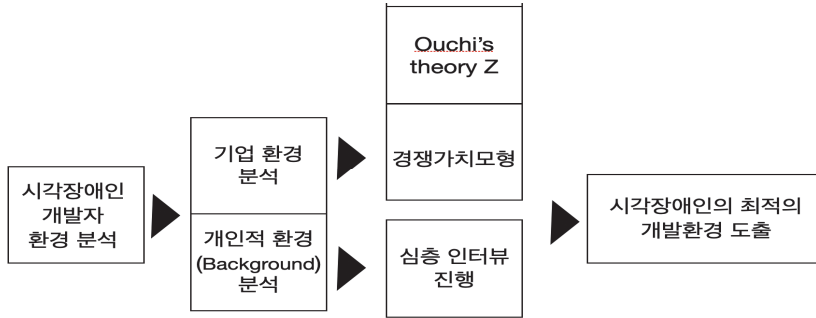 시각장애인
개발자
환경 분석
기업 환경
분석
개인적 환경
(Background)
분석
Ouchi's
theory Z
경쟁가치모형
심층 인터뷰
진행
시각장애인의 최적의
개발환경 도출